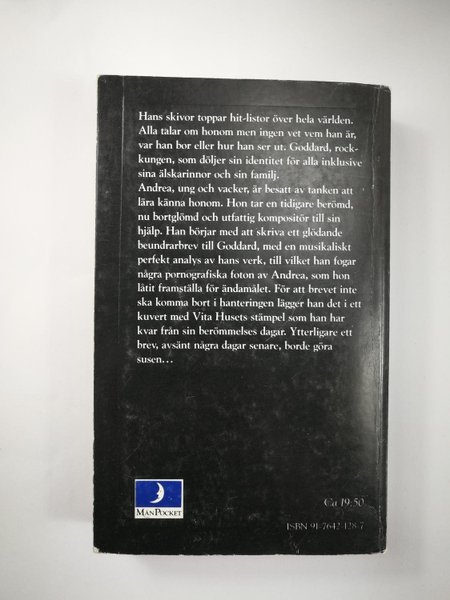 Hans skivor toppar hit-listor över hela världen.
Alla talar om honom men ingen vet vem han är,
var han bor eller hur han ser ut. Goddard, rock-
kungen, som döljer sin identitet för alla inklusive
sina älskarinnor och sin familj.
Andrea, ung och vacker, är besatt av tanken att
lära känna honom. Hon tar en tidigare berömd,
nu bortglömd och utfattig kompositör till sin
hjälp. Han börjar med att skriva ett glödande
beundrarbrev till Goddard, med en musikaliskt
perfekt analys av hans verk, till vilket han fogar
några pornografiska foton av Andrea, som hon
låtit framställa för ändamålet. För att brevet inte
ska komma bort i hanteringen lägger han det i ett
kuvert med Vita Husets stämpel som han har
kvar från sin berömmelses dagar. Ytterligare ett
brev, avsänt några dagar senare, borde göra
susen...
MånPocket
Ca 19:50
ISBN 91-7642-128-7